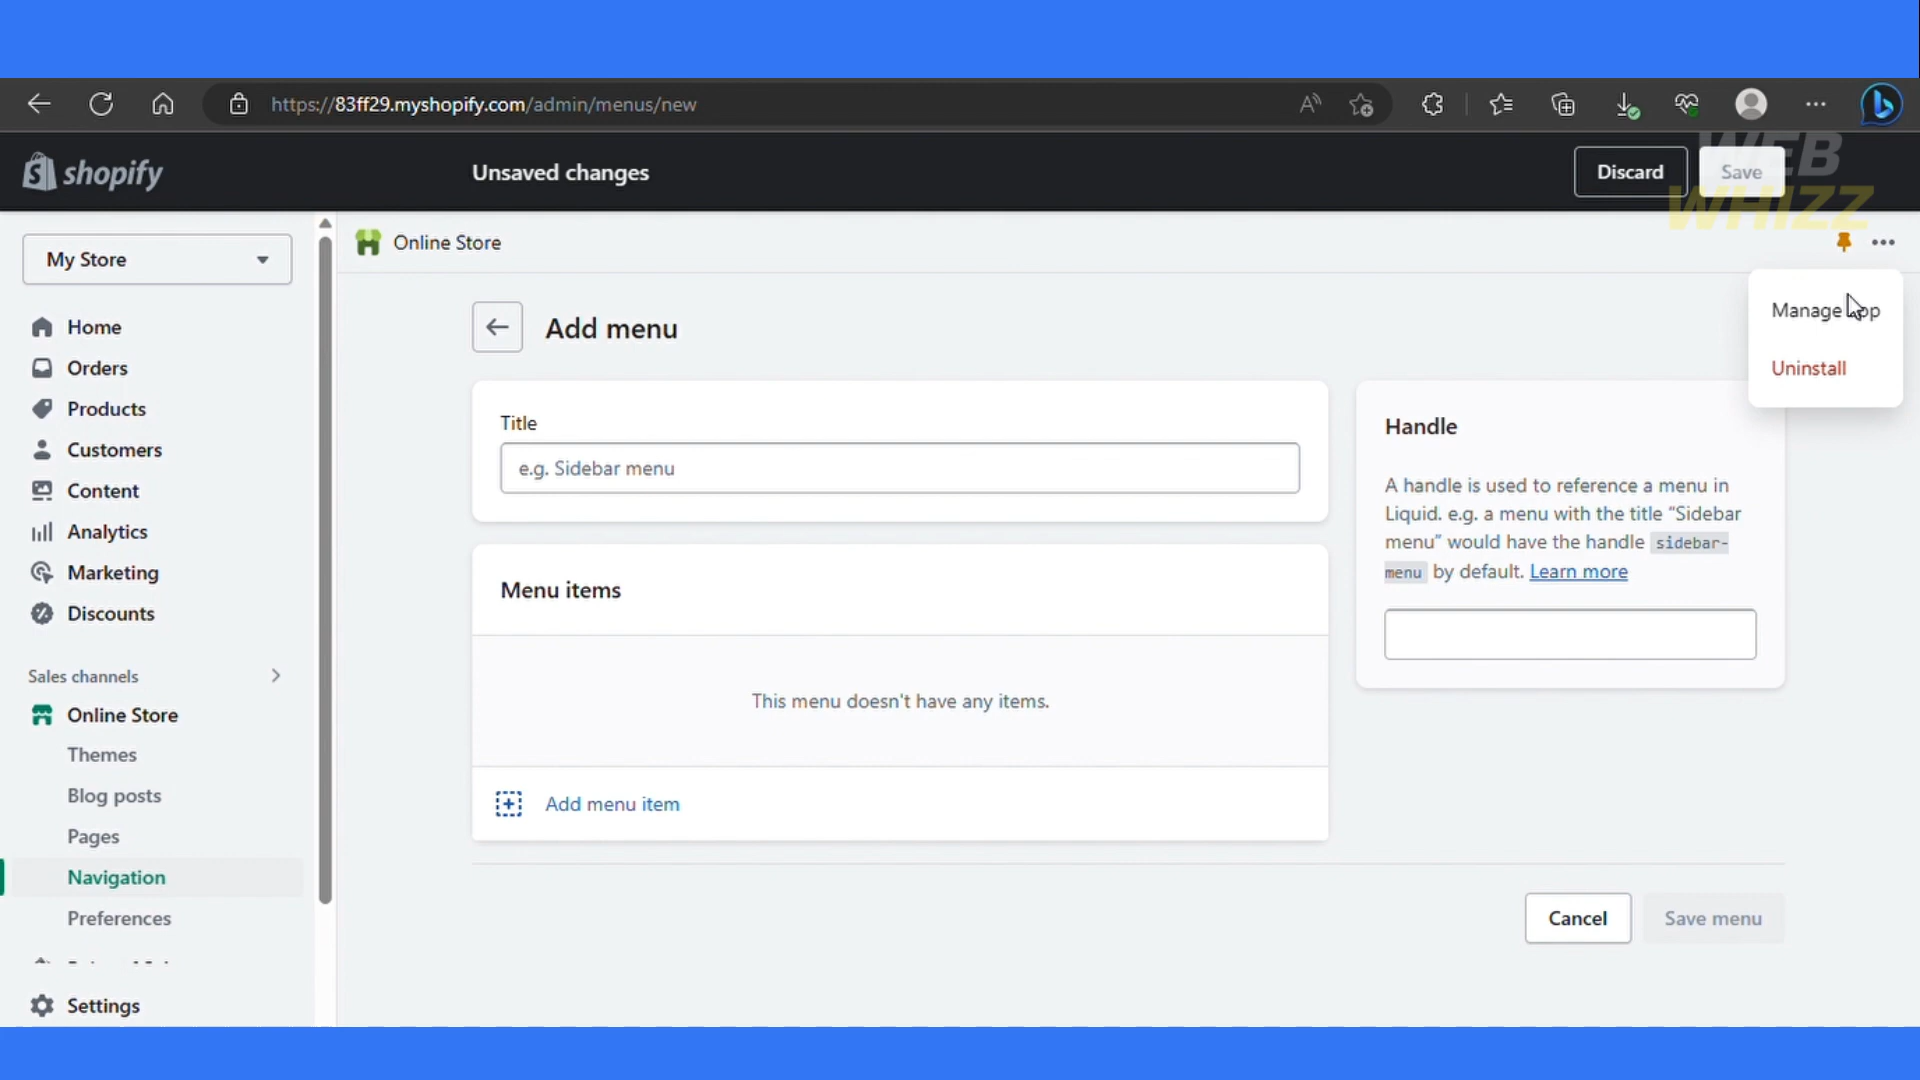 https://83ff29.myshopify.com/admin/menus/new
shopify
Unsaved changes
Discard
Save
WEB
WHIZZ
My Store
Online Store
Manage
Uninstall
Home
Orders
Products
Customers
Content
Analytics
Marketing
Discounts
Sales channels
Online Store
Themes
Blog posts
Pages
Navigation
Preferences
Settings
Add menu
Title
e.g. Sidebar menu
Menu items
This menu doesn't have any items.
Add menu item
Handle
A handle is used to reference a menu in
Liquid. e.g. a menu with the title “Sidebar
menu” would have the handle sidebar-
menu by default. Learn more
Cancel
Save menu